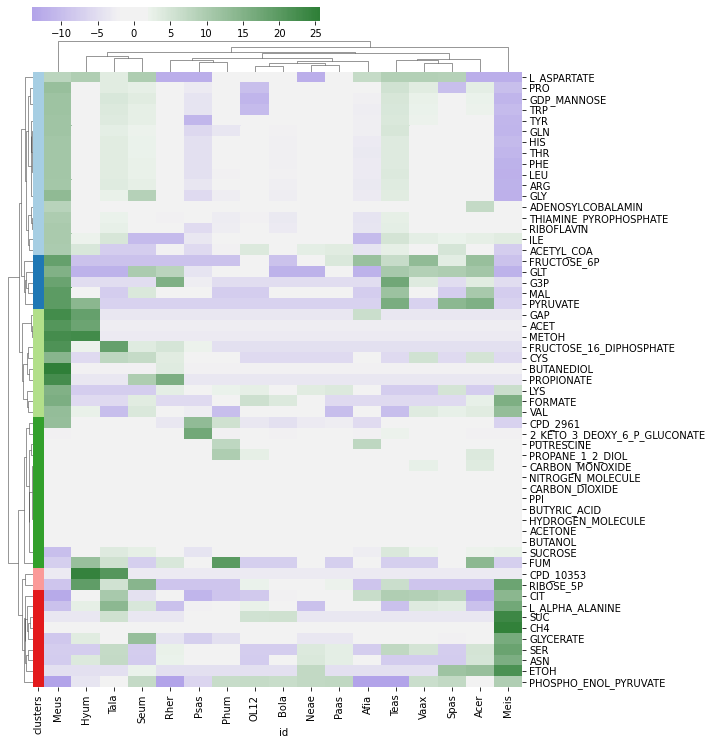 −10 −5 0 5 10 15 20 25
L_ASPARTATE
PRO
GDP_MANNOSE
TRP
TYR
GLN
HIS
THR
PHE
LEU
ARG
GLY
ADENOSYLCOBALAMIN
THIAMINE_PYROPHOSPHATE
RIBOFLAVIN
ILE
ACETYL_COA
FRUCTOSE_6P
GLT
G3P
MAL
PYRUVATE
GAP
ACET
METOH
FRUCTOSE_16_DIPHOSPHATE
CYS
BUTANEDIOL
PROPIONATE
LYS
FORMATE
VAL
CPD_2961
2_KETO_3_DEOXY_6_P_GLUCONATE
PUTRESCINE
PROPANE_1_2_DIOL
CARBON_MONOXIDE
NITROGEN_MOLECULE
CARBON_DIOXIDE
PPI
BUTYRIC_ACID
HYDROGEN_MOLECULE
ACETONE
BUTANOL
SUCROSE
FUM
CPD_10353
RIBOSE_5P
CIT
L_ALPHA_ALANINE
SUC
CH4
GLYCERATE
SER
ASN
ETOH
PHOSPHO_ENOL_PYRUVATE
clusters Meus Hyum Tala Seum Rher Psas Phum OL12 Bola Neae Paas Afia Teas Vaax Spas Acer Meis
id